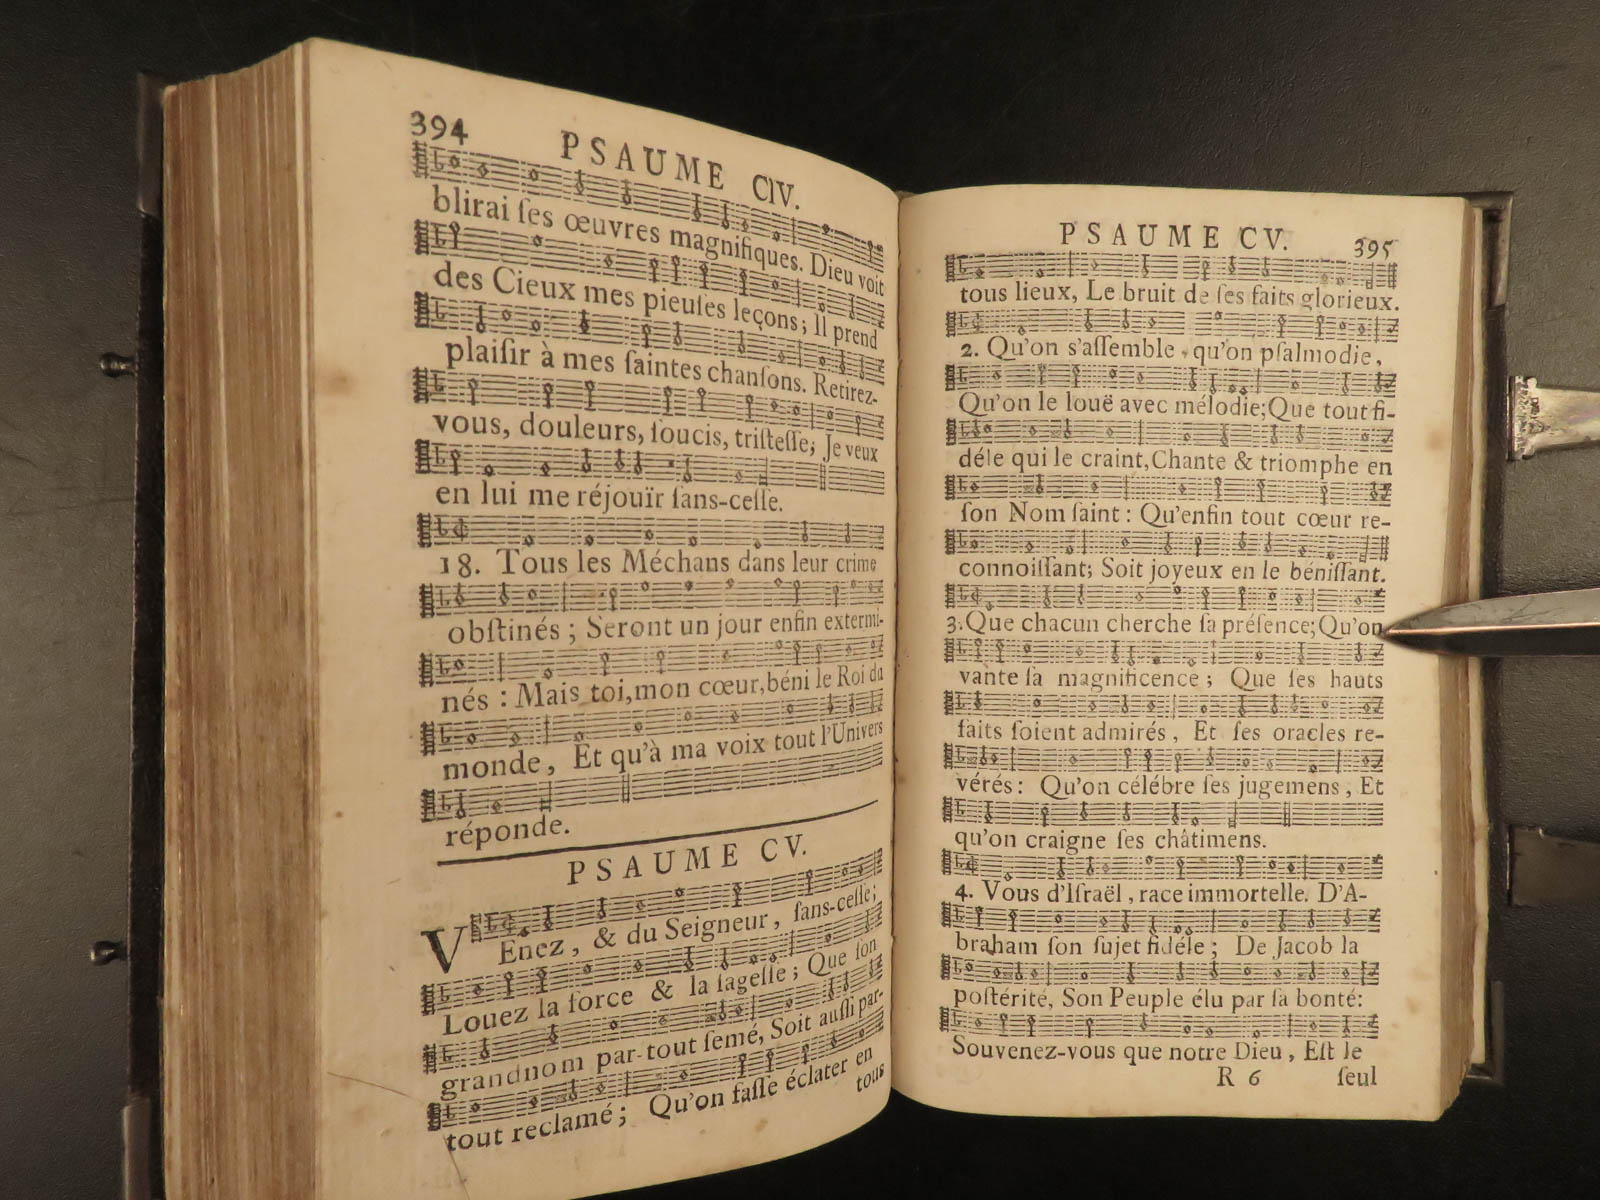 394
PSAUME CIV.
blirai ſes œuvres magnifiques. Dieu voit
des Cieux mes pieuſes leçons; Il prend
plaiſir à mes ſaintes chanſons. Retirez-
vous, douleurs, ſoucis, triſteſſe; Je veux
en lui me réjouïr ſans-ceſſe.
18. Tous les Méchans dans leur crime
obſtinés; Seront un jour enfin extermi-
nés: Mais toi, mon cœur, béni le Roi du
monde, Et qu'à ma voix tout l'Univers
réponde.
PSAUME CV.
VEnez, & du Seigneur, ſans-ceſſe;
Louez la force & la ſageſſe; Que ſon
grand nom par-tout ſemé, Soit auſſi par-
tout reclamé; Qu'on faſſe éclater en
tous
PSAUME CV.
395
tous lieux, Le bruit de ſes faits glorieux.
2. Qu'on s'aſſemble, qu'on pſalmodie,
Qu'on le louë avec mélodie; Que tout fi-
déle qui le craint, Chante & triomphe en
ſon Nom ſaint: Qu'enfin tout cœur re-
connoiſſant; Soit joyeux en le béniſſant.
3. Que chacun cherche ſa préſence; Qu'on
vante ſa magnificence; Que ſes hauts
faits ſoient admirés, Et ſes oracles re-
vérés: Qu'on célébre ſes jugemens, Et
qu'on craigne ſes châtimens.
4. Vous d'Iſraël, race immortelle. D'A-
braham ſon ſujet fidéle; De Jacob la
poſtérité, Son Peuple élu par ſa bonté:
Souvenez-vous que notre Dieu, Eſt le
R 6 ſeul